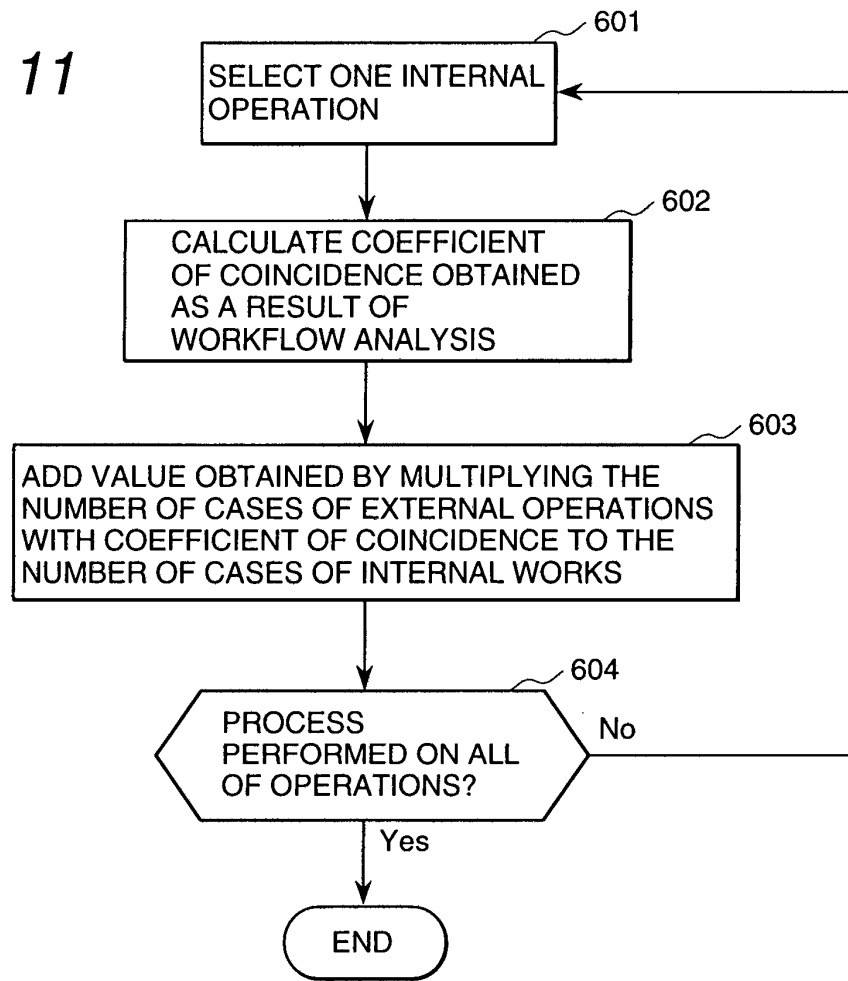 11
601
SELECT ONE INTERNAL
OPERATION
602
CALCULATE COEFFICIENT
OF COINCIDENCE OBTAINED
AS A RESULT OF
WORKFLOW ANALYSIS
603
ADD VALUE OBTAINED BY MULTIPLYING THE
NUMBER OF CASES OF EXTERNAL OPERATIONS
WITH COEFFICIENT OF COINCIDENCE TO THE
NUMBER OF CASES OF INTERNAL WORKS
604
PROCESS
PERFORMED ON ALL
OF OPERATIONS?
No
Yes
END